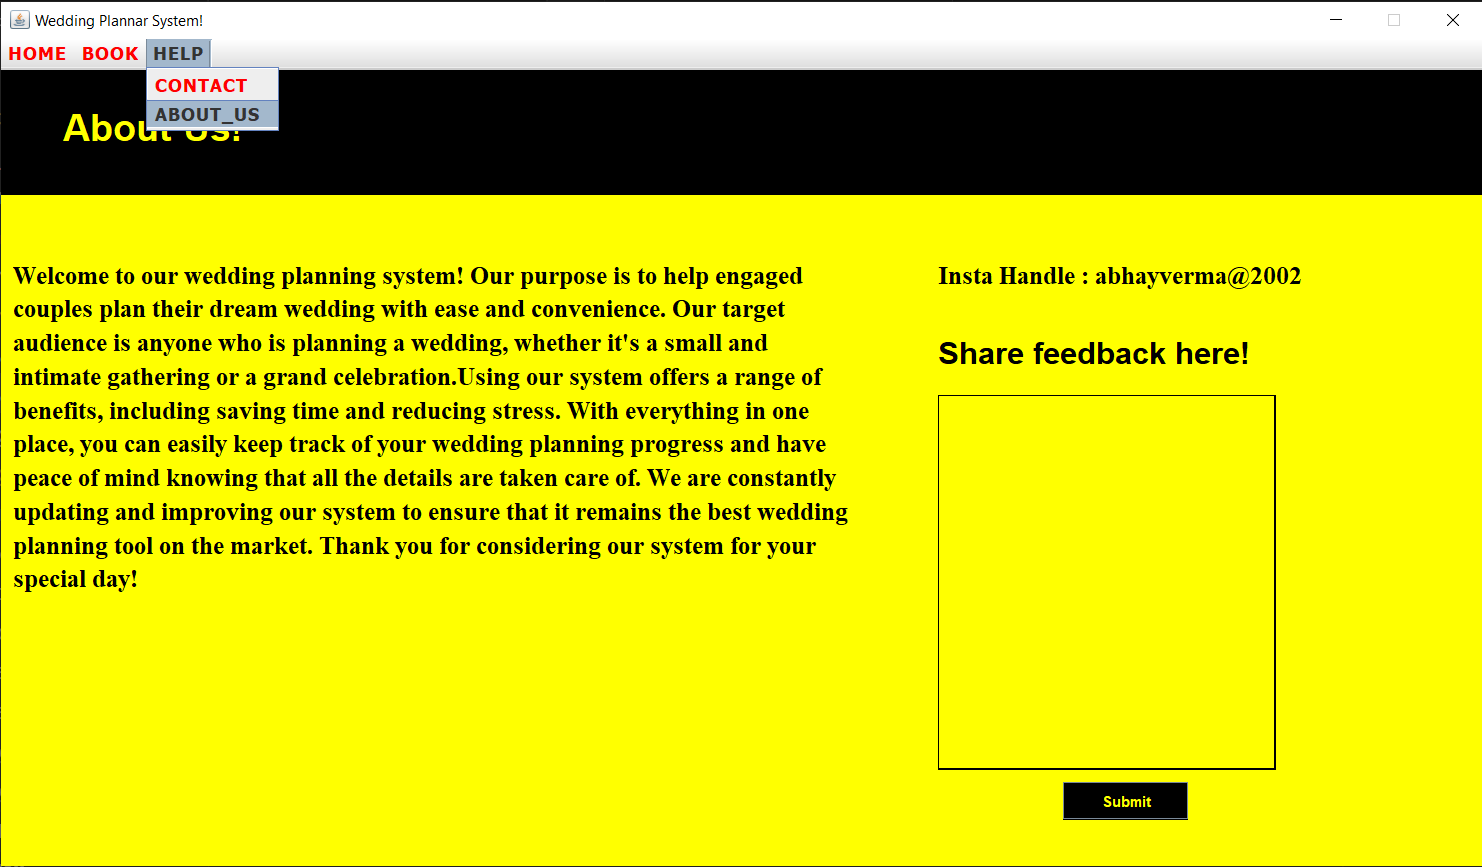 Wedding Plannar System!
HOME BOOK HELP
CONTACT
ABOUT_US
About Us!
Welcome to our wedding planning system! Our purpose is to help engaged
couples plan their dream wedding with ease and convenience. Our target
audience is anyone who is planning a wedding, whether it's a small and
intimate gathering or a grand celebration.Using our system offers a range of
benefits, including saving time and reducing stress. With everything in one
place, you can easily keep track of your wedding planning progress and have
peace of mind knowing that all the details are taken care of. We are constantly
updating and improving our system to ensure that it remains the best wedding
planning tool on the market. Thank you for considering our system for your
special day!
Insta Handle : abhayverma@2002
Share feedback here!
Submit